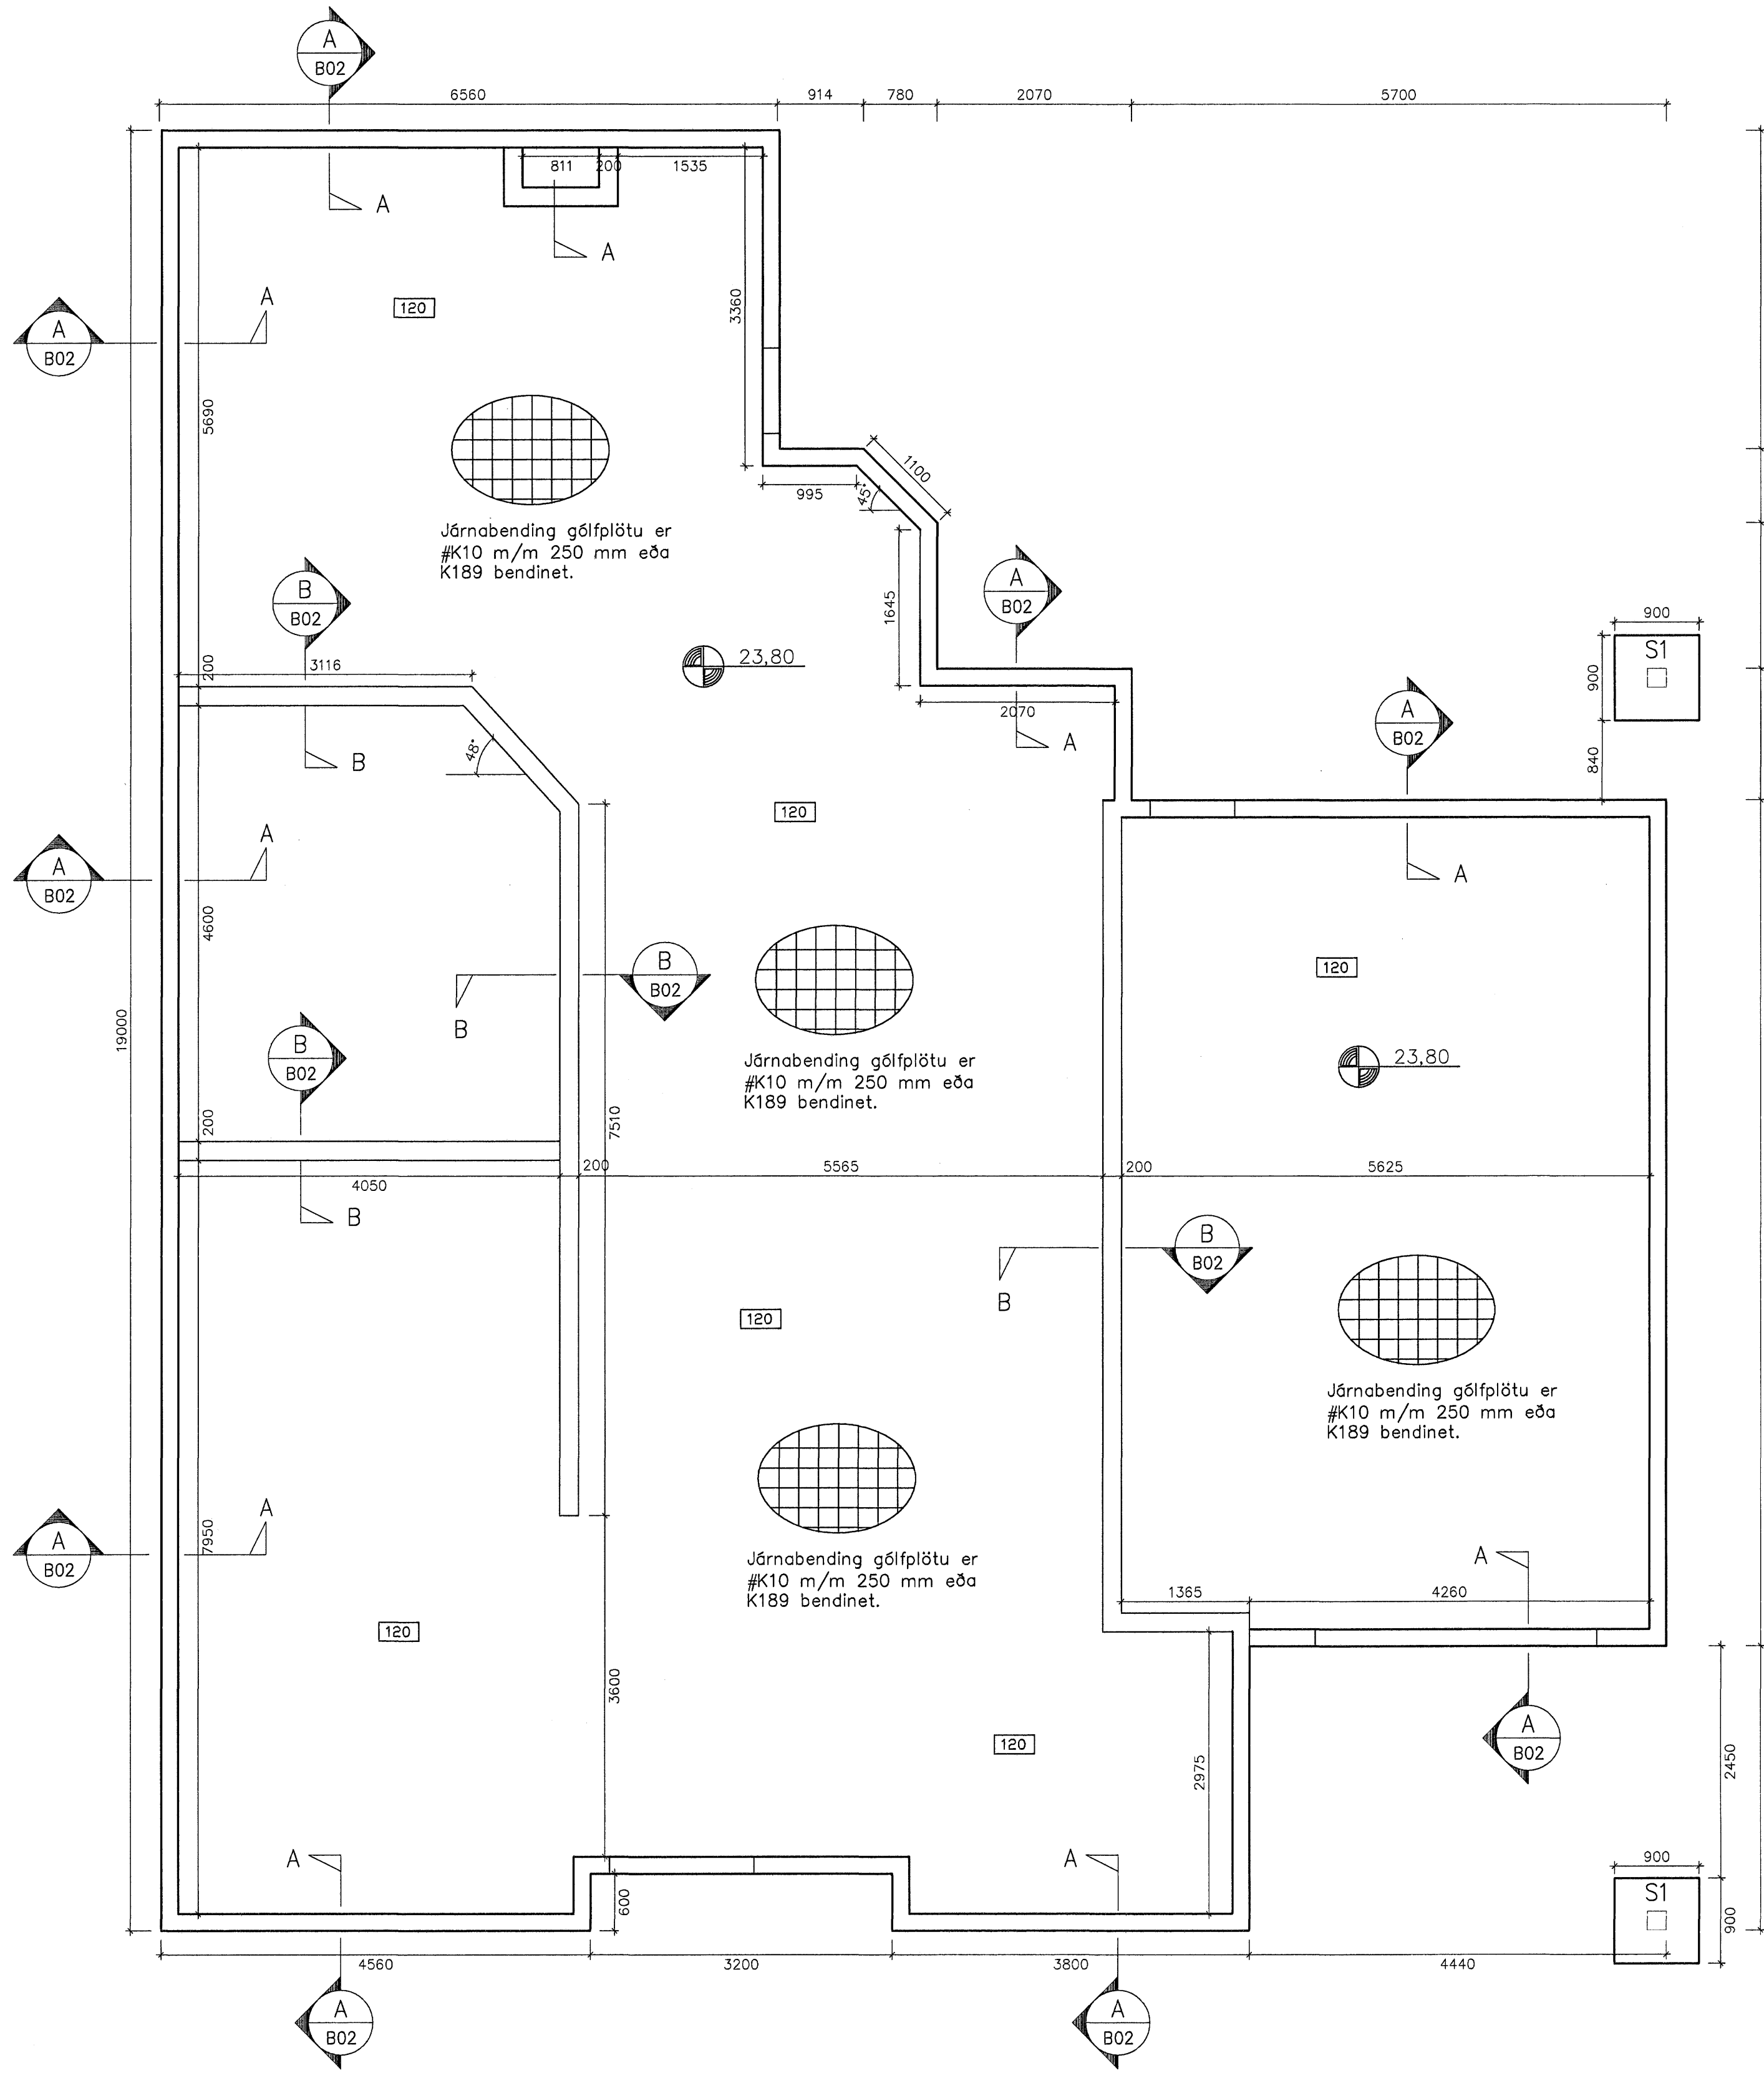 A
B02
6560
914
780
2070
5700
811
200
1535
A
A
120
A
A
B02
3360
5690
1100
995
45°
Járnabending gólfplötu er
#K10 m/m 250 mm eða
K189 bendinet.
B
B02
A
B02
1645
900
S1
900
23,80
200
3116
2070
A
A
B02
840
48°
B
120
A
A
B02
A
4600
120
B
B02
B
19000
B
B02
23,80
Járnabending gólfplötu er
#K10 m/m 250 mm eða
K189 bendinet.
200
7510
200
5565
200
5625
4050
B
B
B02
B
120
Járnabending gólfplötu er
#K10 m/m 250 mm eða
K189 bendinet.
A
A
B02
7950
Járnabending gólfplötu er
#K10 m/m 250 mm eða
K189 bendinet.
A
1365
4260
120
3600
120
2975
A
B02
2450
A
A
900
S1
900
600
4560
3200
3800
4440
A
B02
A
B02